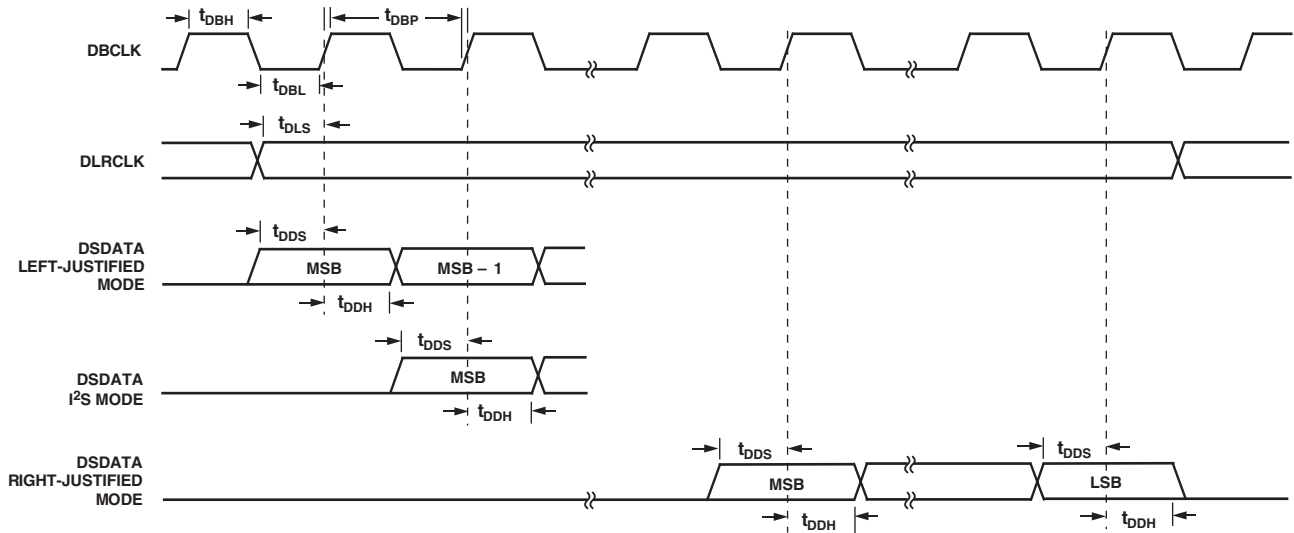 tDBH
tDBP
DBCLK
tDBL
tDLS
DLRCLK
tDDS
DSDATA
LEFT-JUSTIFIED
MODE
MSB
MSB – 1
tDDH
tDDS
DSDATA
I²S MODE
MSB
tDDH
DSDATA
RIGHT-JUSTIFIED
MODE
tDDS
tDDS
MSB
LSB
tDDH
tDDH